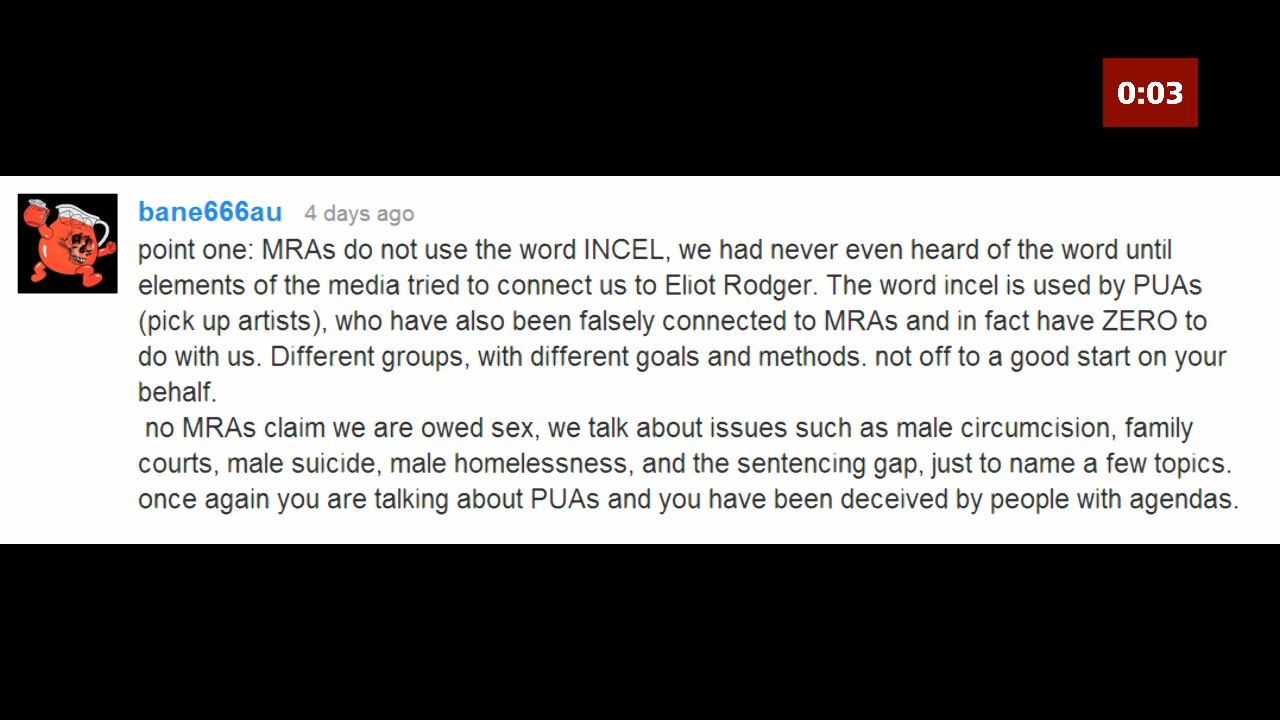 0:03
bane666au 4 days ago
point one: MRAs do not use the word INCEL, we had never even heard of the word until
elements of the media tried to connect us to Eliot Rodger. The word incel is used by PUAs
(pick up artists), who have also been falsely connected to MRAs and in fact have ZERO to
do with us. Different groups, with different goals and methods. not off to a good start on your
behalf.
no MRAs claim we are owed sex, we talk about issues such as male circumcision, family
courts, male suicide, male homelessness, and the sentencing gap, just to name a few topics.
once again you are talking about PUAs and you have been deceived by people with agendas.